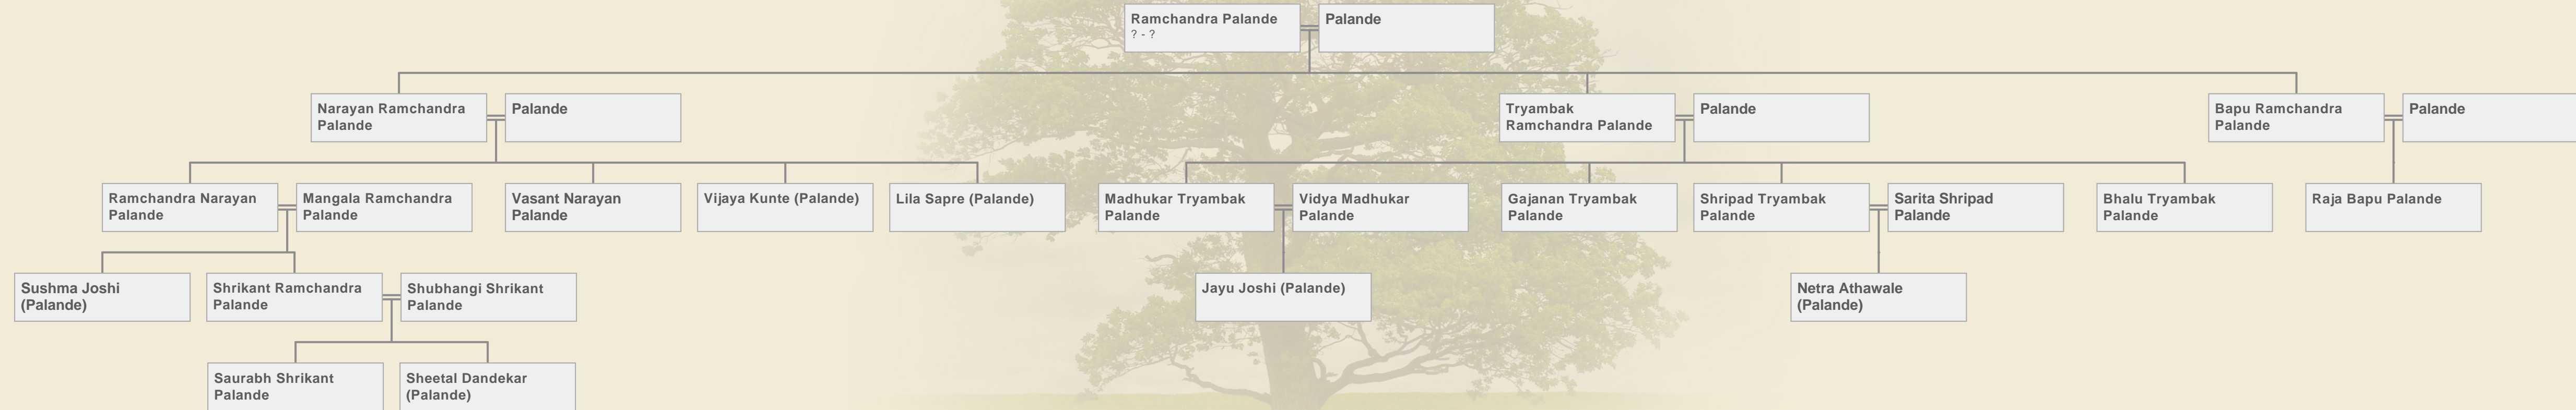 Ramchandra Palande
? - ?
Palande
Narayan Ramchandra
Palande
Palande
Tryambak
Ramchandra Palande
Palande
Bapu Ramchandra
Palande
Palande
Ramchandra Narayan
Palande
Mangala Ramchandra
Palande
Vasant Narayan
Palande
Vijaya Kunte (Palande)
Lila Sapre (Palande)
Madhukar Tryambak
Palande
Vidya Madhukar
Palande
Gajanan Tryambak
Palande
Shripad Tryambak
Palande
Sarita Shripad
Palande
Bhalu Tryambak
Palande
Raja Bapu Palande
Sushma Joshi
(Palande)
Shrikant Ramchandra
Palande
Shubhangi Shrikant
Palande
Jayu Joshi (Palande)
Netra Athawale
(Palande)
Saurabh Shrikant
Palande
Sheetal Dandekar
(Palande)